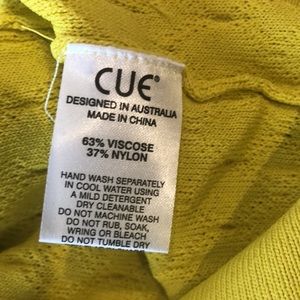 CUE
DESIGNED IN AUSTRALIA
MADE IN CHINA
63% VISCOSE
37% NYLON
HAND WASH SEPARATELY
IN COOL WATER USING
A MILD DETERGENT
DRY CLEANABLE
DO NOT MACHINE WASH
DO NOT RUB, SOAK,
WRING OR BLEACH
DO NOT TUMBLE DRY